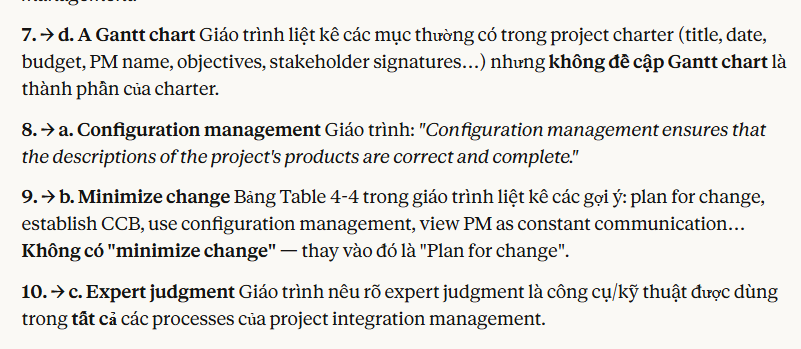 7. → d. A Gantt chart Giáo trình liệt kê các mục thường có trong project charter (title, date,
budget, PM name, objectives, stakeholder signatures...) nhưng không đề cập Gantt chart là
thành phần của charter.
8. → a. Configuration management Giáo trình: "Configuration management ensures that
the descriptions of the project's products are correct and complete."
9. → b. Minimize change Bảng Table 4-4 trong giáo trình liệt kê các gợi ý: plan for change,
establish CCB, use configuration management, view PM as constant communication...
Không có "minimize change" — thay vào đó là "Plan for change".
10. → c. Expert judgment Giáo trình nêu rõ expert judgment là công cụ/kỹ thuật được dùng
trong tất cả các processes của project integration management.